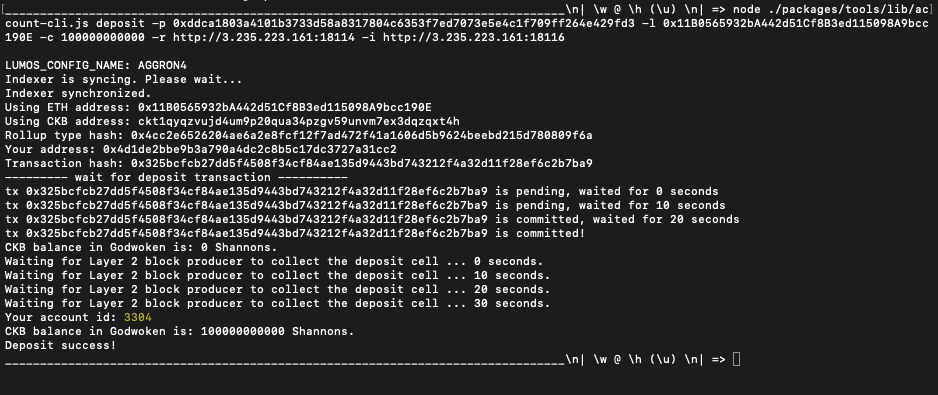 [________________________________________________________________________________\n| \w @ \h (\u) \n| => node ./packages/tools/lib/ac]
count-cli.js deposit -p 0xddca1803a4101b3733d58a8317804c6353f7ed7073e5e4c1f709ff264e429fd3 -l 0x11B0565932bA442d51Cf8B3ed115098A9bcc
190E -c 100000000000 -r http://3.235.223.161:18114 -i http://3.235.223.161:18116
LUMOS_CONFIG_NAME: AGGRON4
Indexer is syncing. Please wait...
Indexer synchronized.
Using ETH address: 0x11B0565932bA442d51Cf8B3ed115098A9bcc190E
Using CKB address: ckt1qyqzvujd4um9p20qua34pzgv59unvm7ex3dqzqxt4h
Rollup type hash: 0x4cc2e6526204ae6a2e8fcf12f7ad472f41a1606d5b9624beebd215d780809f6a
Your address: 0x4d1de2bbe9b3a790a4dc2c8b5c17dc3727a31cc2
Transaction hash: 0x325bcfcb27dd5f4508f34cf84ae135d9443bd743212f4a32d11f28ef6c2b7ba9
--------- wait for deposit transaction ----------
tx 0x325bcfcb27dd5f4508f34cf84ae135d9443bd743212f4a32d11f28ef6c2b7ba9 is pending, waited for 0 seconds
tx 0x325bcfcb27dd5f4508f34cf84ae135d9443bd743212f4a32d11f28ef6c2b7ba9 is pending, waited for 10 seconds
tx 0x325bcfcb27dd5f4508f34cf84ae135d9443bd743212f4a32d11f28ef6c2b7ba9 is committed, waited for 20 seconds
tx 0x325bcfcb27dd5f4508f34cf84ae135d9443bd743212f4a32d11f28ef6c2b7ba9 is committed!
CKB balance in Godwoken is: 0 Shannons.
Waiting for Layer 2 block producer to collect the deposit cell ... 0 seconds.
Waiting for Layer 2 block producer to collect the deposit cell ... 10 seconds.
Waiting for Layer 2 block producer to collect the deposit cell ... 20 seconds.
Waiting for Layer 2 block producer to collect the deposit cell ... 30 seconds.
Your account id: 3304
CKB balance in Godwoken is: 100000000000 Shannons.
Deposit success!
________________________________________________________________________________\n| \w @ \h (\u) \n| =>